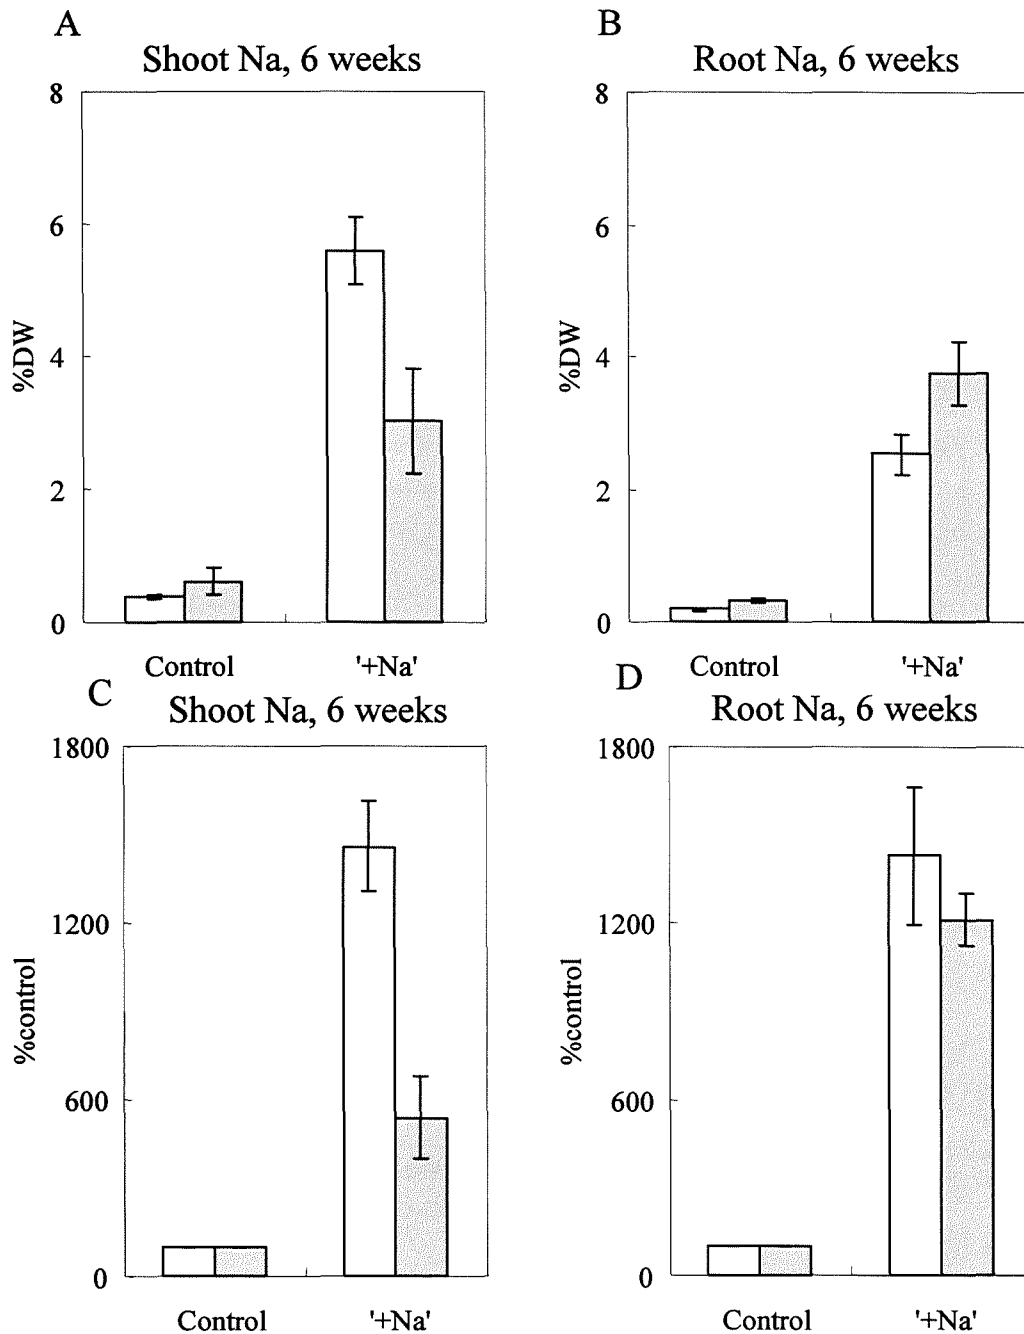 A
Shoot Na, 6 weeks
8
6
4
2
0
%DW
Control
'+Na'
B
Root Na, 6 weeks
8
6
4
2
0
%DW
Control
'+Na'
C
Shoot Na, 6 weeks
1800
1200
600
0
%control
Control
'+Na'
D
Root Na, 6 weeks
1800
1200
600
0
%control
Control
'+Na'